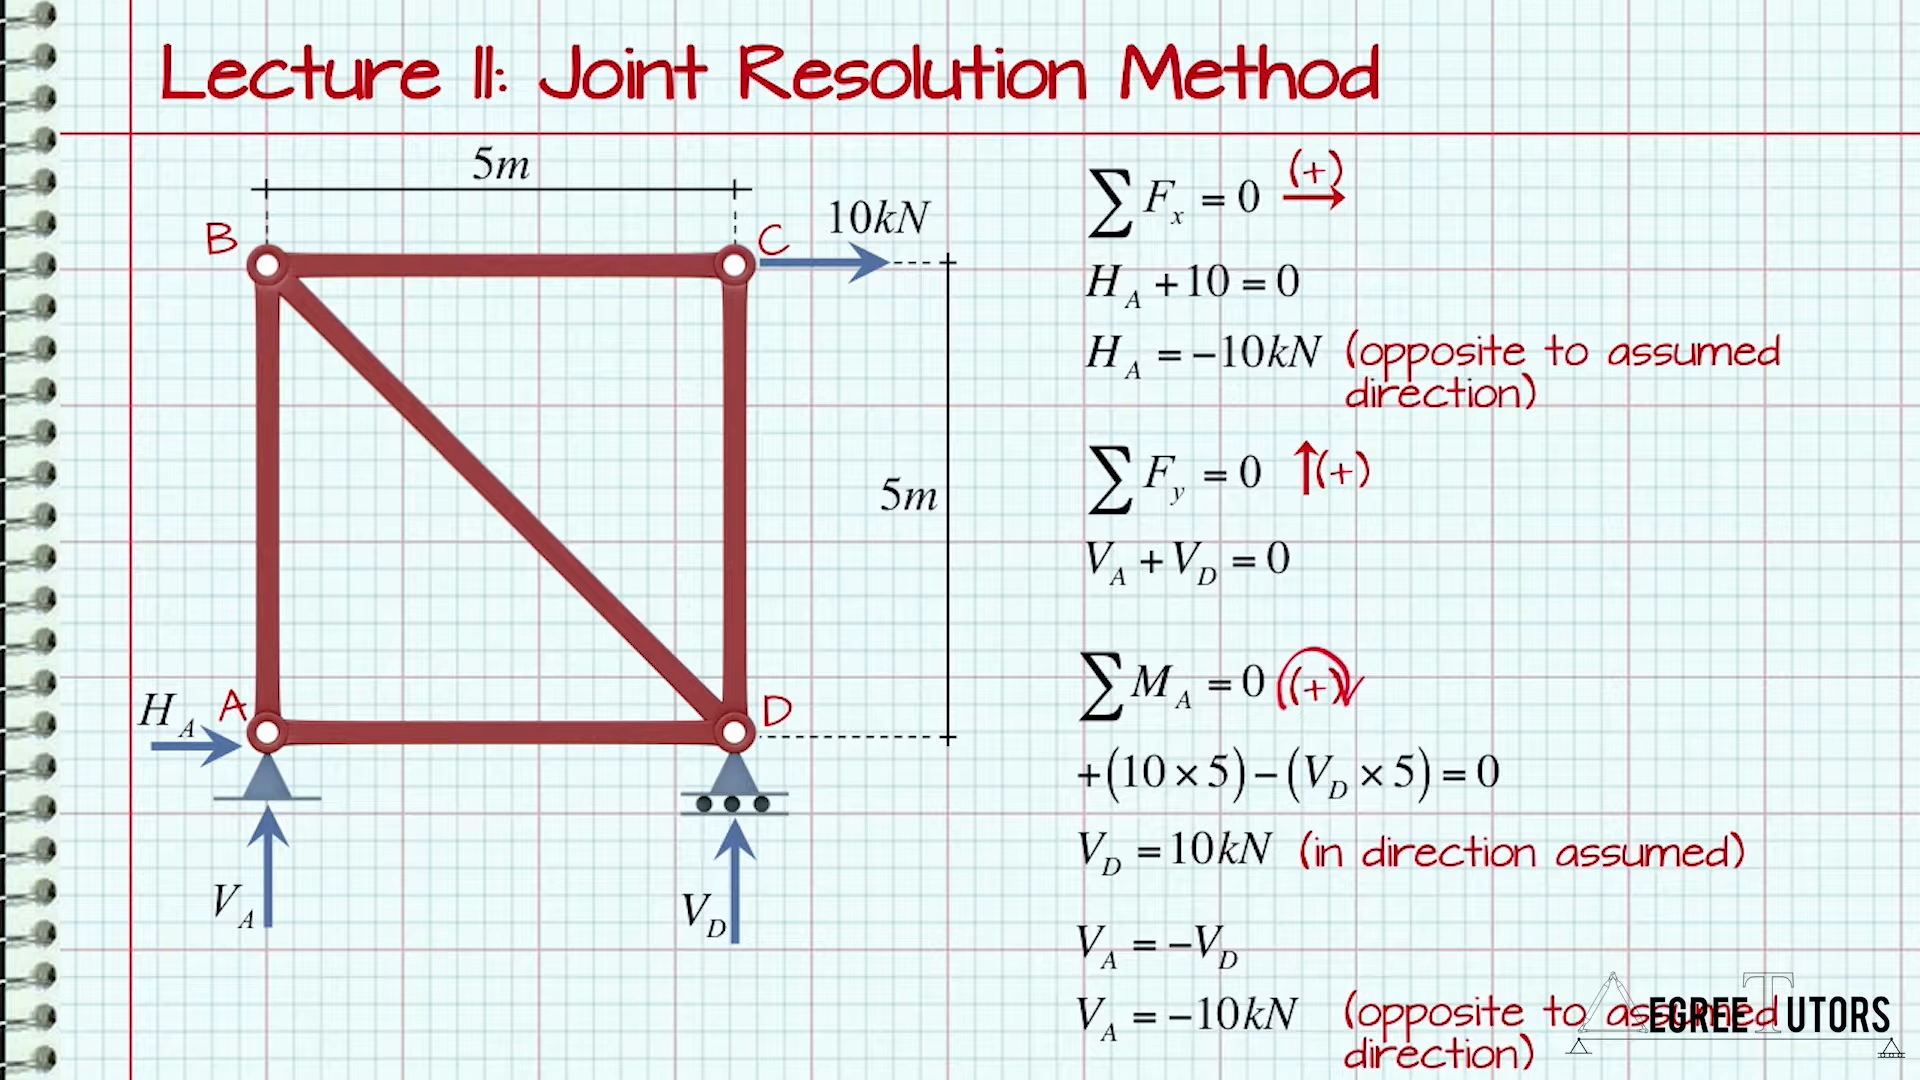 Lecture 11: Joint Resolution Method
5m
B
C
10kN
5m
H_A
A
D
V_A
V_D
∑F_x = 0 (+)
H_A + 10 = 0
H_A = −10kN (opposite to assumed
direction)
∑F_y = 0 (+)
V_A + V_D = 0
∑M_A = 0 (+)
+(10 × 5) − (V_D × 5) = 0
V_D = 10kN (in direction assumed)
V_A = −V_D
V_A = −10kN (opposite to assumed
direction)
DEGREE TUTORS